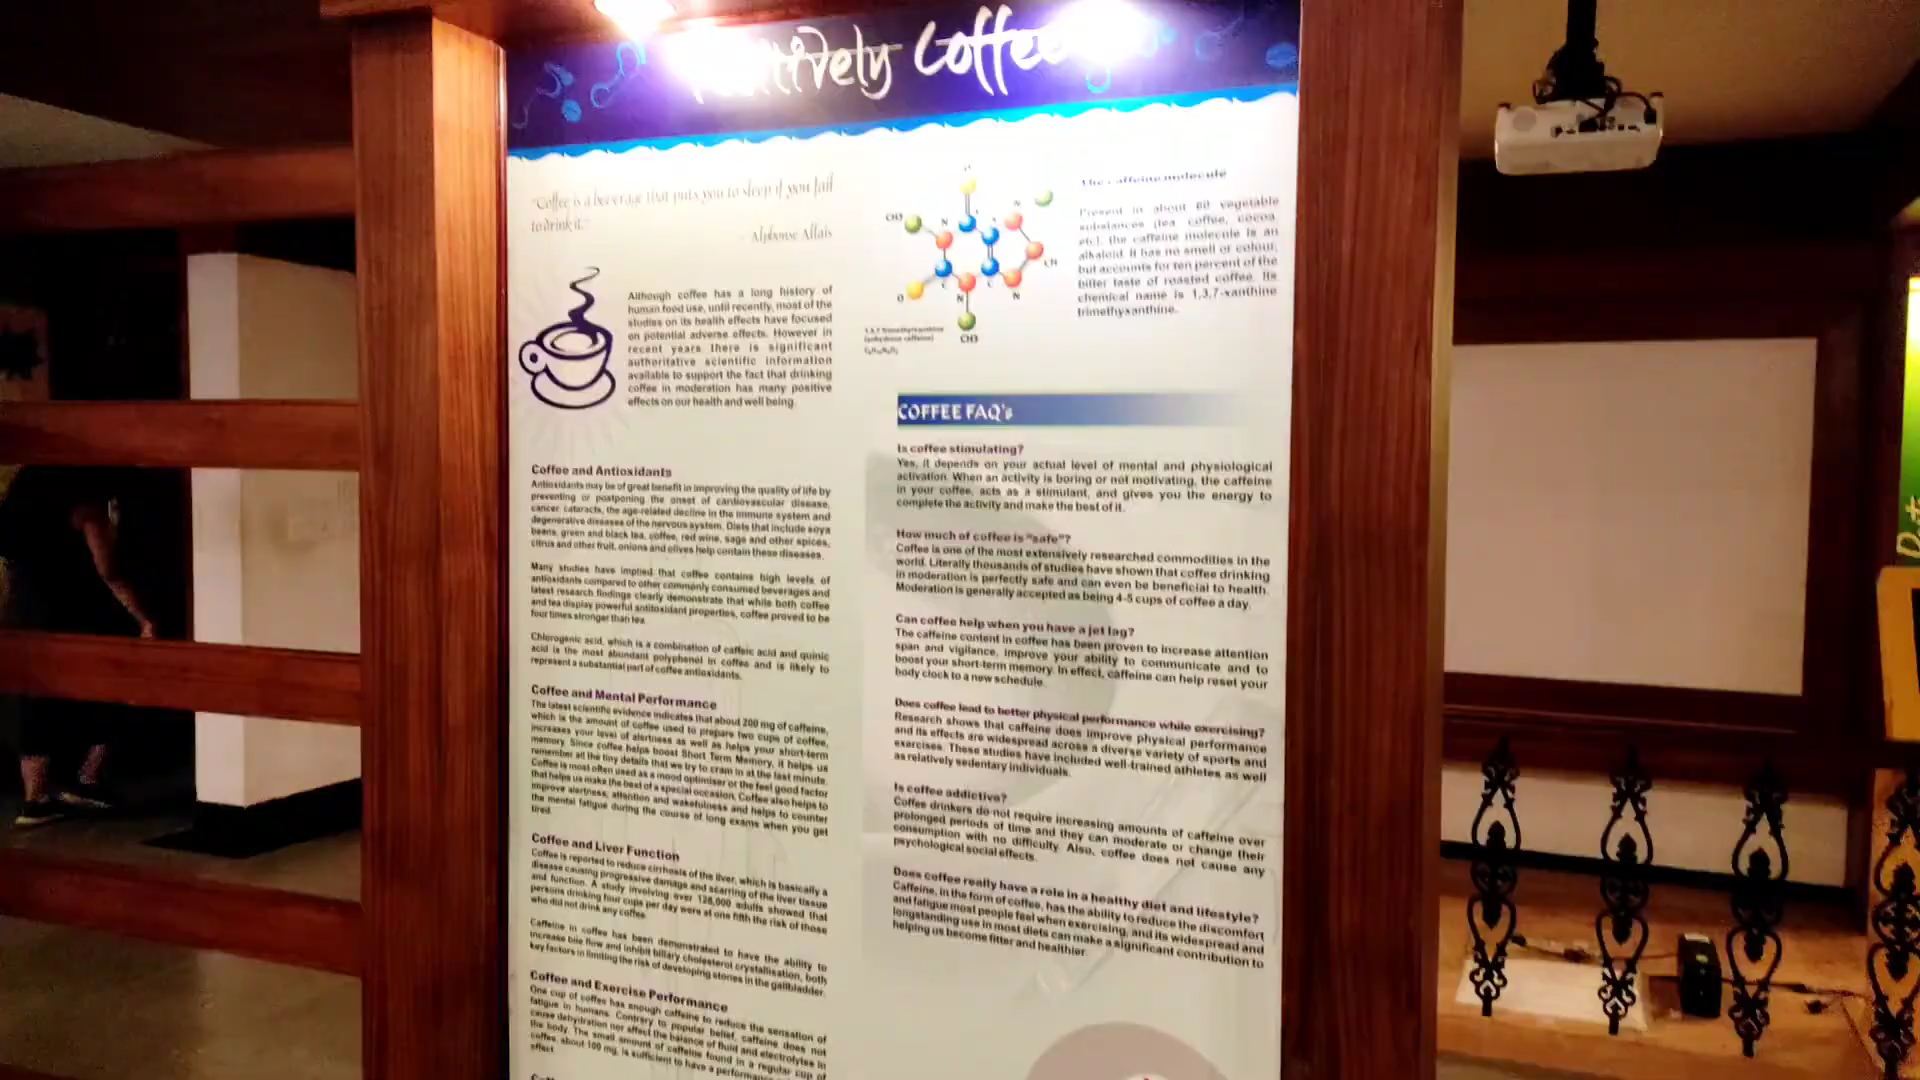 Positively Coffee
"Coffee is a beverage that puts you to sleep if you fail
to drink it."
- Alphonse Allais
Although coffee has a long history of
human food use, until recently, most of the
studies on its health effects have focused
on potential adverse effects. However in
recent years there is significant
authoritative scientific information
available to support the fact that drinking
coffee in moderation has many positive
effects on our health and well being.
Coffee and Antioxidants
Antioxidants may be of great benefit in improving the quality of life by
preventing or postponing the onset of cardiovascular disease,
cancer, cataracts, the age-related decline in the immune system and
degenerative diseases of the nervous system. Diets that include soya
beans, green and black tea, coffee, red wine, sage and other spices,
citrus and other fruit, onions and olives help contain these diseases.
Many studies have implied that coffee contains high levels of
antioxidants compared to other commonly consumed beverages and
latest research findings clearly demonstrate that while both coffee
and tea display powerful antitoxidant properties, coffee proved to be
four times stronger than tea.
Chlorogenic acid, which is a combination of caffeic acid and quinic
acid is the most abundant polyphenol in coffee and is likely to
represent a substantial part of coffee antioxidants.
Coffee and Mental Performance
The latest scientific evidence indicates that about 200 mg of caffeine,
which is the amount of coffee used to prepare two cups of coffee,
increases your level of alertness as well as helps your short-term
memory. Since coffee helps boost Short Term Memory, it helps us
remember all the tiny details that we try to cram in at the last minute.
Coffee is most often used as a mood optimiser or the feel good factor
that helps us make the best of a special occasion. Coffee also helps to
improve alertness, attention and wakefulness and helps to counter
the mental fatigue during the course of long exams when you get
tired.
Coffee and Liver Function
Coffee is reported to reduce cirrhosis of the liver, which is basically a
disease causing progressive damage and scarring of the liver tissue
and function. A study involving over 128,000 adults showed that
persons drinking four cups per day were at one fifth the risk of those
who did not drink any coffee.
Caffeine in coffee has been demonstrated to have the ability to
increase bile flow and inhibit biliary cholesterol crystallisation, both
key factors in limiting the risk of developing stones in the gallbladder.
Coffee and Exercise Performance
One cup of coffee has enough caffeine to reduce the sensation of
fatigue in humans. Contrary to popular belief, caffeine does not
cause dehydration nor affect the balance of fluid and electrolytes in
the body. The small amount of caffeine found in a regular cup of
coffee, about 100 mg, is sufficient to have a performance
effect.
O
CH3
N
C
N
CH
O
C
N
C
N
CH3
1,3,7 Trimethylxanthine
(anhydrous caffeine)
The caffeine molecule
Present in about 60 vegetable
substances (tea, coffee, cocoa,
etc), the caffeine molecule is an
alkaloid. It has no smell or colour,
but accounts for ten percent of the
bitter taste of roasted coffee. Its
chemical name is 1,3,7-xanthine
trimethyxanthine.
COFFEE FAQ's
Is coffee stimulating?
Yes, it depends on your actual level of mental and physiological
activation. When an activity is boring or not motivating, the caffeine
in your coffee, acts as a stimulant, and gives you the energy to
complete the activity and make the best of it.
How much of coffee is "safe"?
Coffee is one of the most extensively researched commodities in the
world. Literally thousands of studies have shown that coffee drinking
in moderation is perfectly safe and can even be beneficial to health.
Moderation is generally accepted as being 4-5 cups of coffee a day.
Can coffee help when you have a jet lag?
The caffeine content in coffee has been proven to increase attention
span and vigilance, improve your ability to communicate and to
boost your short-term memory. In effect, caffeine can help reset your
body clock to a new schedule.
Does coffee lead to better physical performance while exercising?
Research shows that caffeine does improve physical performance
and its effects are widespread across a diverse variety of sports and
exercises. These studies have included well-trained athletes as well
as relatively sedentary individuals.
Is coffee addictive?
Coffee drinkers do not require increasing amounts of caffeine over
prolonged periods of time and they can moderate or change their
consumption with no difficulty. Also, coffee does not cause any
psychological social effects.
Does coffee really have a role in a healthy diet and lifestyle?
Caffeine, in the form of coffee, has the ability to reduce the discomfort
and fatigue most people feel when exercising, and its widespread and
longstanding use in most diets can make a significant contribution to
helping us become fitter and healthier.